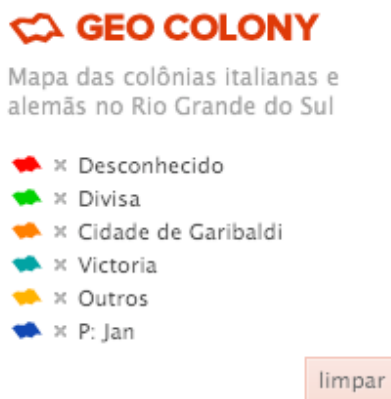 GEO COLONY
Mapa das colônias italianas e
alemãs no Rio Grande do Sul
× Desconhecido
× Divisa
× Cidade de Garibaldi
× Victoria
× Outros
× P: Jan
limpar